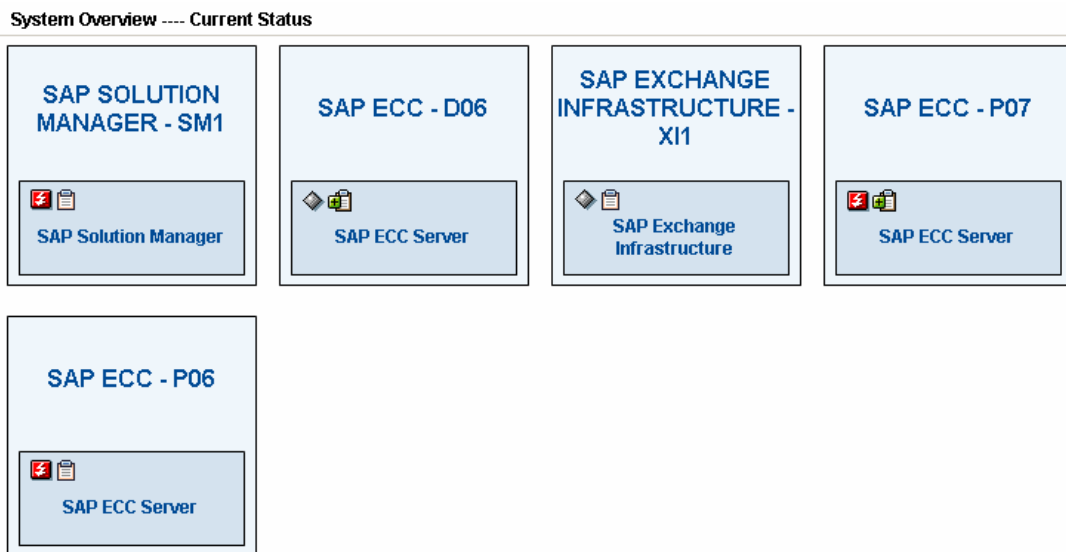 System Overview ---- Current Status
SAP SOLUTION
MANAGER - SM1
SAP Solution Manager
SAP ECC - D06
SAP ECC Server
SAP EXCHANGE
INFRASTRUCTURE -
XI1
SAP Exchange
Infrastructure
SAP ECC - P07
SAP ECC Server
SAP ECC - P06
SAP ECC Server